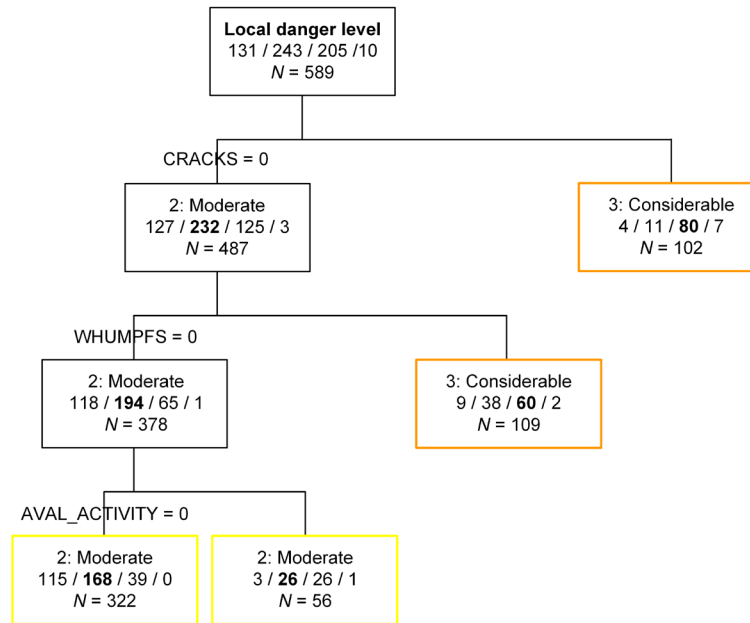 Local danger level
131 / 243 / 205 /10
N = 589
CRACKS = 0
2: Moderate
127 / 232 / 125 / 3
N = 487
3: Considerable
4 / 11 / 80 / 7
N = 102
WHUMPFS = 0
2: Moderate
118 / 194 / 65 / 1
N = 378
3: Considerable
9 / 38 / 60 / 2
N = 109
AVAL_ACTIVITY = 0
2: Moderate
115 / 168 / 39 / 0
N = 322
2: Moderate
3 / 26 / 26 / 1
N = 56